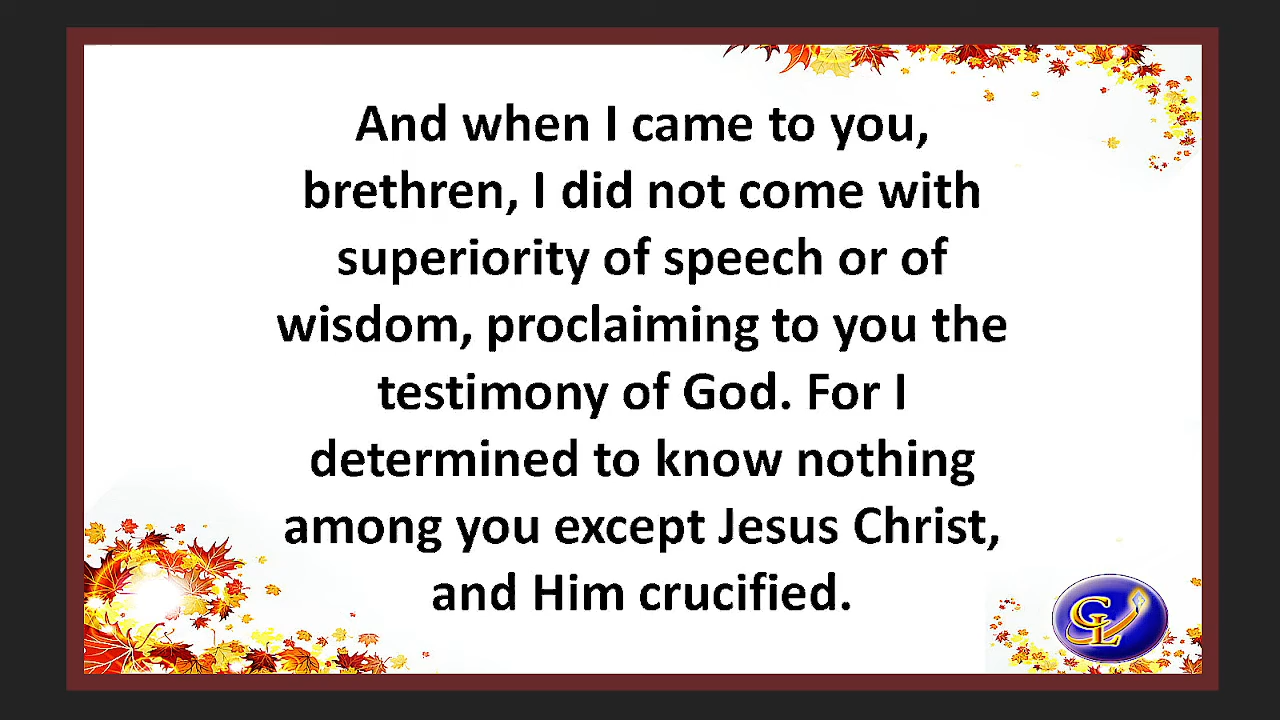 And when I came to you,
brethren, I did not come with
superiority of speech or of
wisdom, proclaiming to you the
testimony of God. For I
determined to know nothing
among you except Jesus Christ,
and Him crucified.